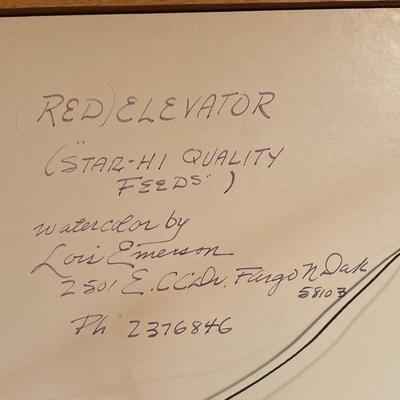 (RED) ELEVATOR
("STAR-HI QUALITY
FEEDS")
watercolor by
Lois Emerson
2501 E. CC Dr. Fargo N Dak
58103
Ph 2376846